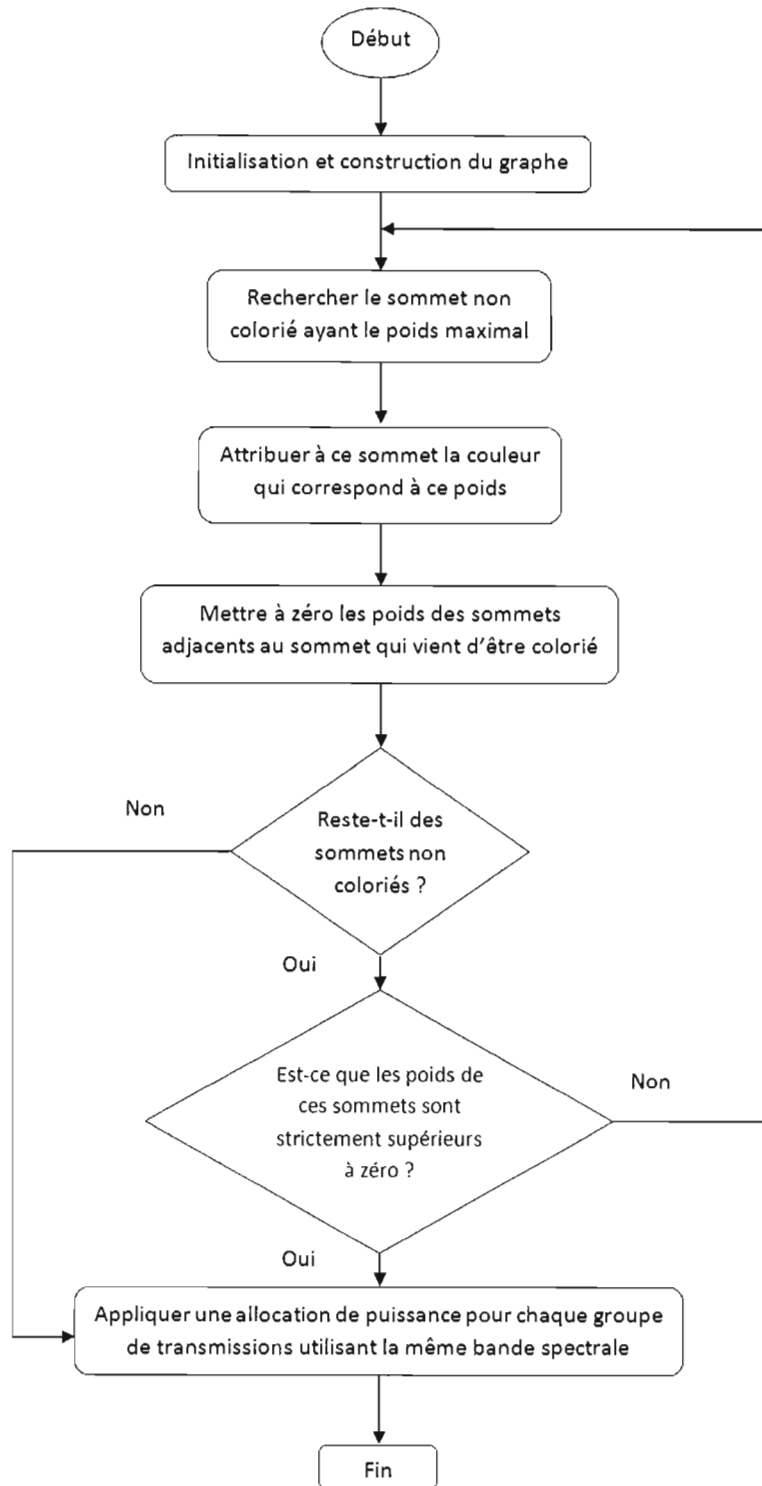 Début
Initialisation et construction du graphe
Rechercher le sommet non
colorié ayant le poids maximal
Attribuer à ce sommet la couleur
qui correspond à ce poids
Mettre à zéro les poids des sommets
adjacents au sommet qui vient d'être colorié
Non
Reste-t-il des
sommets non
coloriés ?
Oui
Est-ce que les poids de
ces sommets sont
strictement supérieurs
à zéro ?
Non
Oui
Appliquer une allocation de puissance pour chaque groupe
de transmissions utilisant la même bande spectrale
Fin